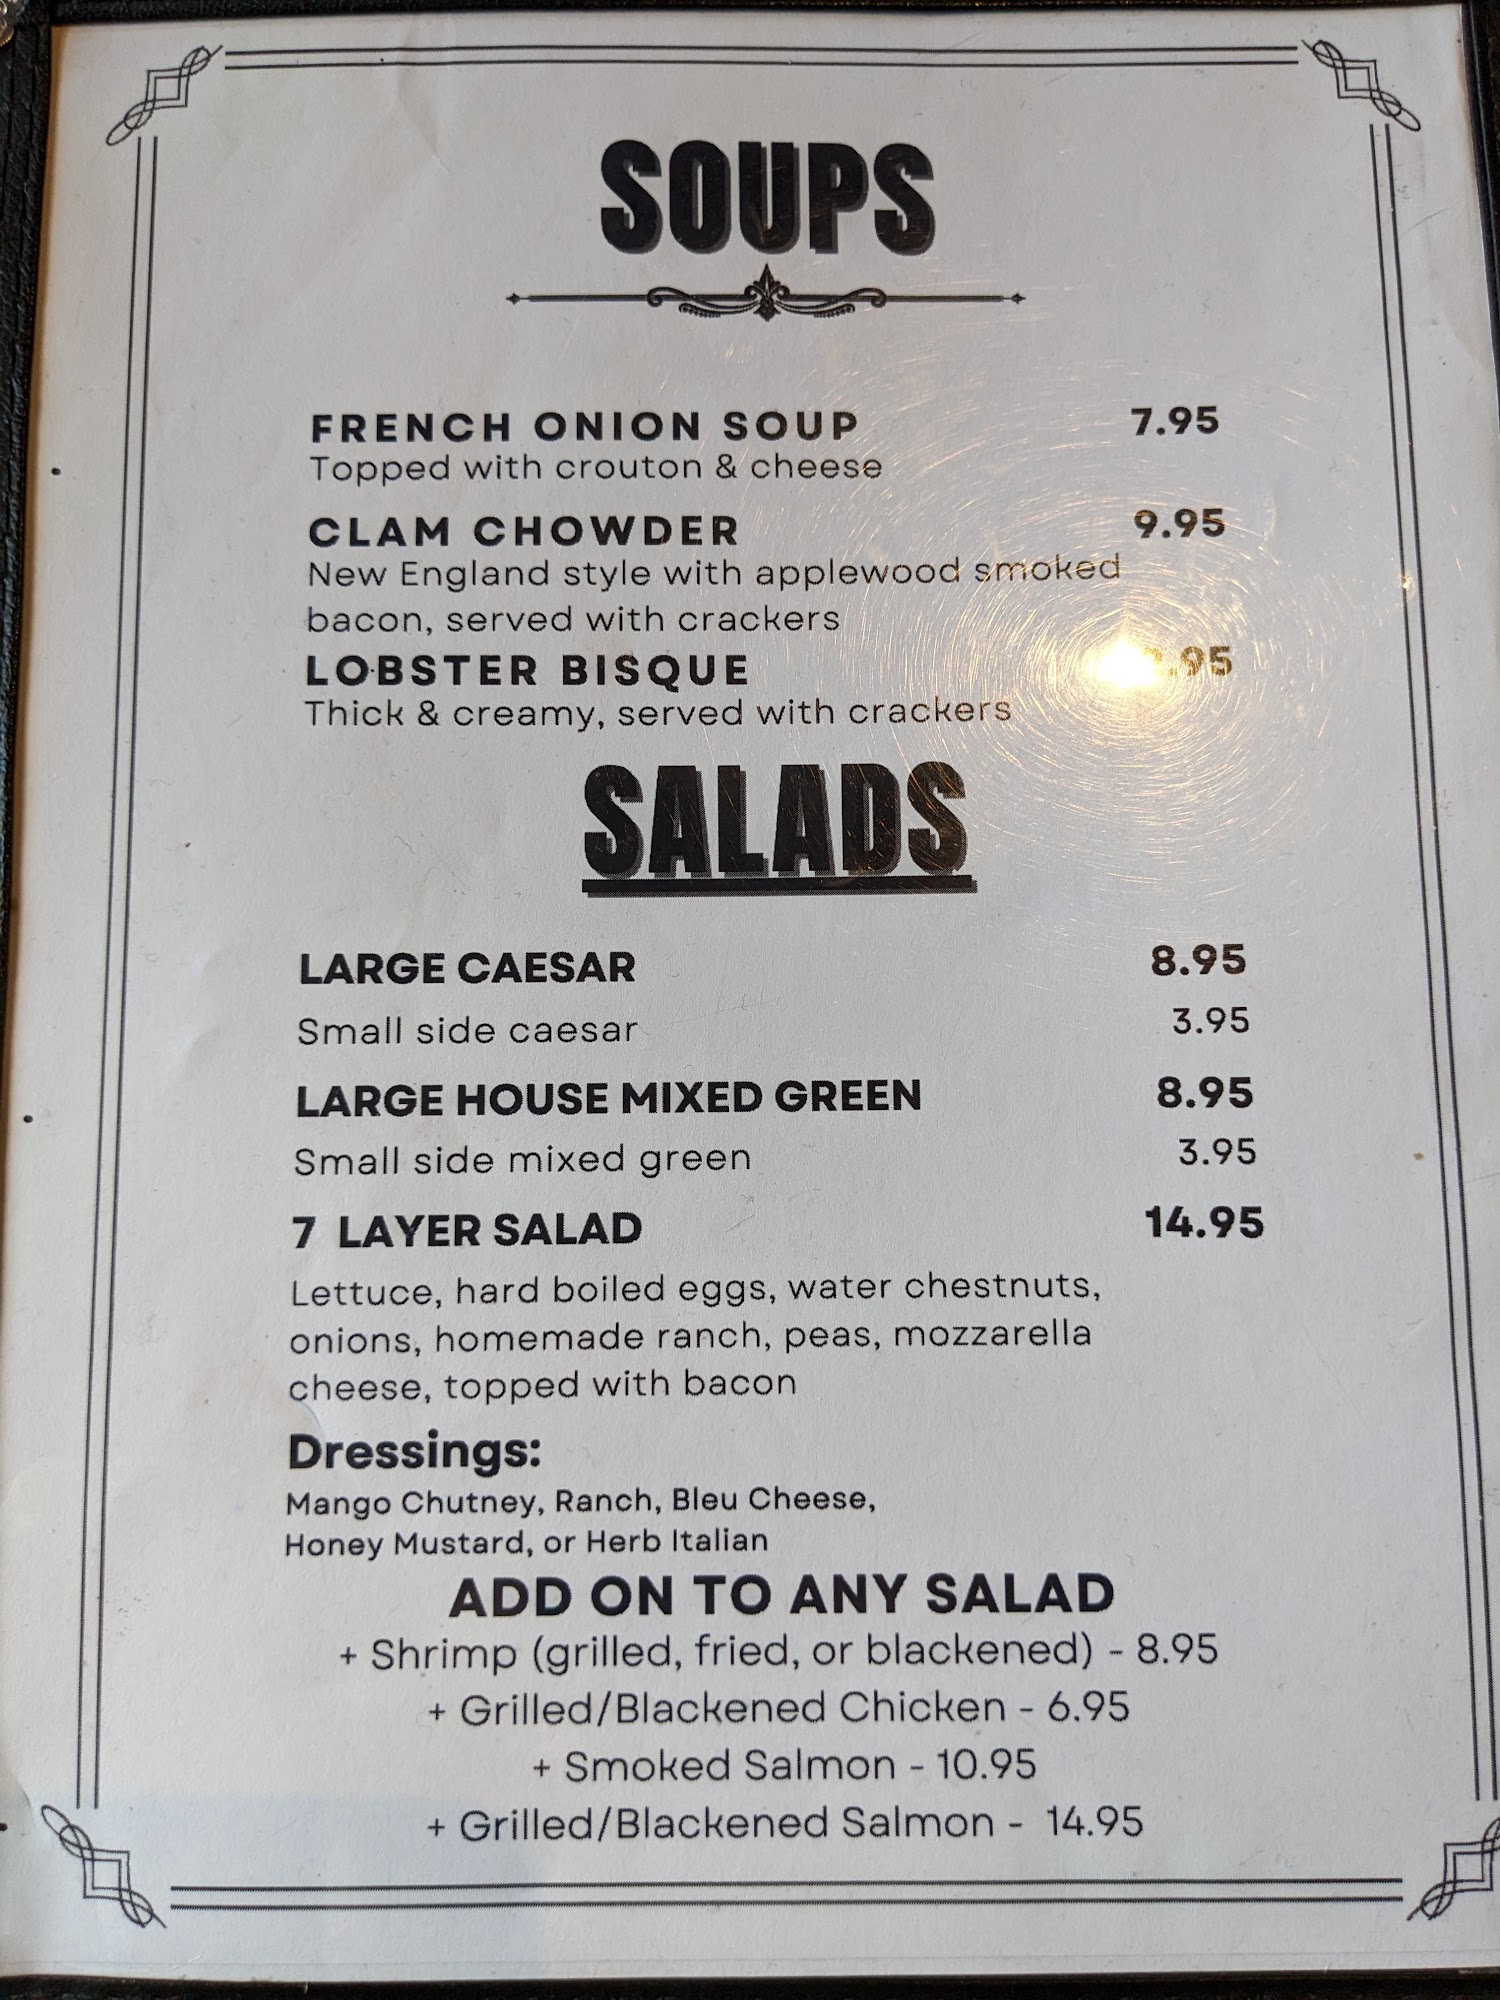 SOUPS
FRENCH ONION SOUP 7.95
Topped with crouton & cheese
CLAM CHOWDER 9.95
New England style with applewood smoked
bacon, served with crackers
LOBSTER BISQUE
Thick & creamy, served with crackers
SALADS
LARGE CAESAR 8.95
Small side caesar 3.95
LARGE HOUSE MIXED GREEN 8.95
Small side mixed green 3.95
7 LAYER SALAD 14.95
Lettuce, hard boiled eggs, water chestnuts,
onions, homemade ranch, peas, mozzarella
cheese, topped with bacon
Dressings:
Mango Chutney, Ranch, Bleu Cheese,
Honey Mustard, or Herb Italian
ADD ON TO ANY SALAD
+ Shrimp (grilled, fried, or blackened) - 8.95
+ Grilled/Blackened Chicken - 6.95
+ Smoked Salmon - 10.95
+ Grilled/Blackened Salmon - 14.95